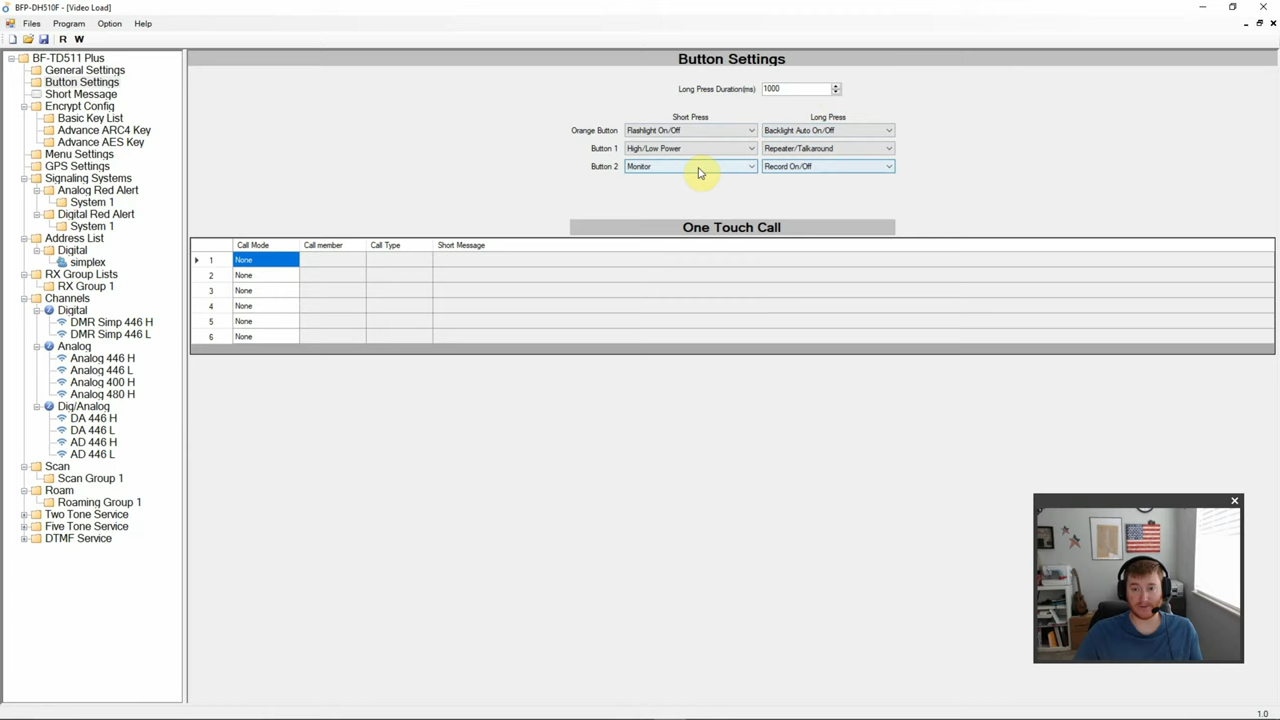 BFP-DH510F - [Video Load]
Files Program Option Help
R W
BF-TD511 Plus
General Settings
Button Settings
Short Message
Encrypt Config
Basic Key List
Advance ARC4 Key
Advance AES Key
Menu Settings
GPS Settings
Signaling Systems
Analog Red Alert
System 1
Digital Red Alert
System 1
Address List
Digital
simplex
RX Group Lists
RX Group 1
Channels
Digital
DMR Simp 446 H
DMR Simp 446 L
Analog
Analog 446 H
Analog 446 L
Analog 400 H
Analog 480 H
Dig/Analog
DA 446 H
DA 446 L
AD 446 H
AD 446 L
Scan
Scan Group 1
Roam
Roaming Group 1
Two Tone Service
Five Tone Service
DTMF Service
Button Settings
Long Press Duration(ms) 1000
Short Press Long Press
Orange Button Flashlight On/Off Backlight Auto On/Off
Button 1 High/Low Power Repeater/Talkaround
Button 2 Monitor Record On/Off
One Touch Call
Call Mode Call member Call Type Short Message
1 None
2 None
3 None
4 None
5 None
6 None
1.0